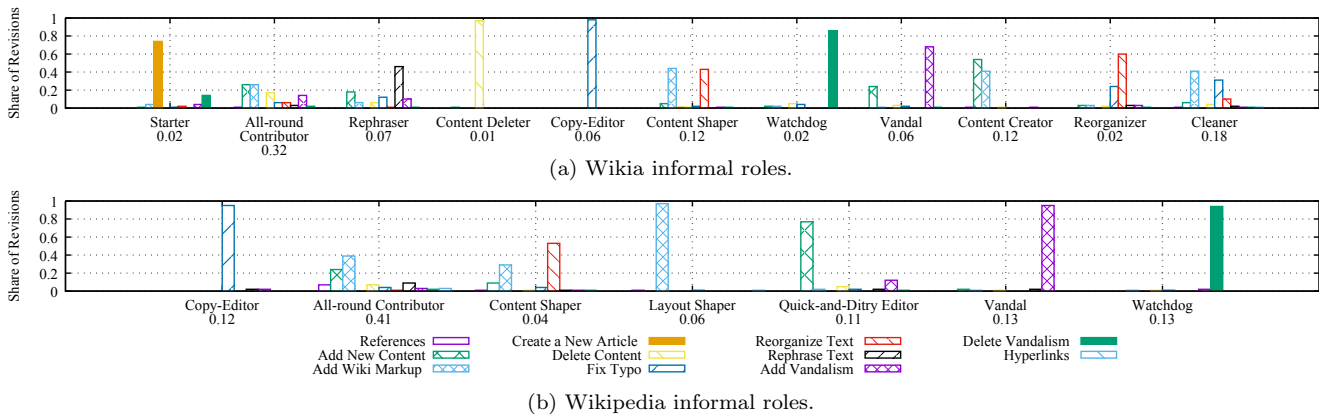 Share of Revisions
1
0.8
0.6
0.4
0.2
0
Starter All-round Contributor Rephraser Content Deleter Copy-Editor Content Shaper Watchdog Vandal Content Creator Reorganizer Cleaner
0.02 0.32 0.07 0.01 0.06 0.12 0.02 0.06 0.12 0.02 0.18
(a) Wikia informal roles.
Share of Revisions
1
0.8
0.6
0.4
0.2
0
Copy-Editor All-round Contributor Content Shaper Layout Shaper Quick-and-Ditry Editor Vandal Watchdog
0.12 0.41 0.04 0.06 0.11 0.13 0.13
References Create a New Article Reorganize Text Delete Vandalism
Add New Content Delete Content Rephrase Text Hyperlinks
Add Wiki Markup Fix Typo Add Vandalism
(b) Wikipedia informal roles.